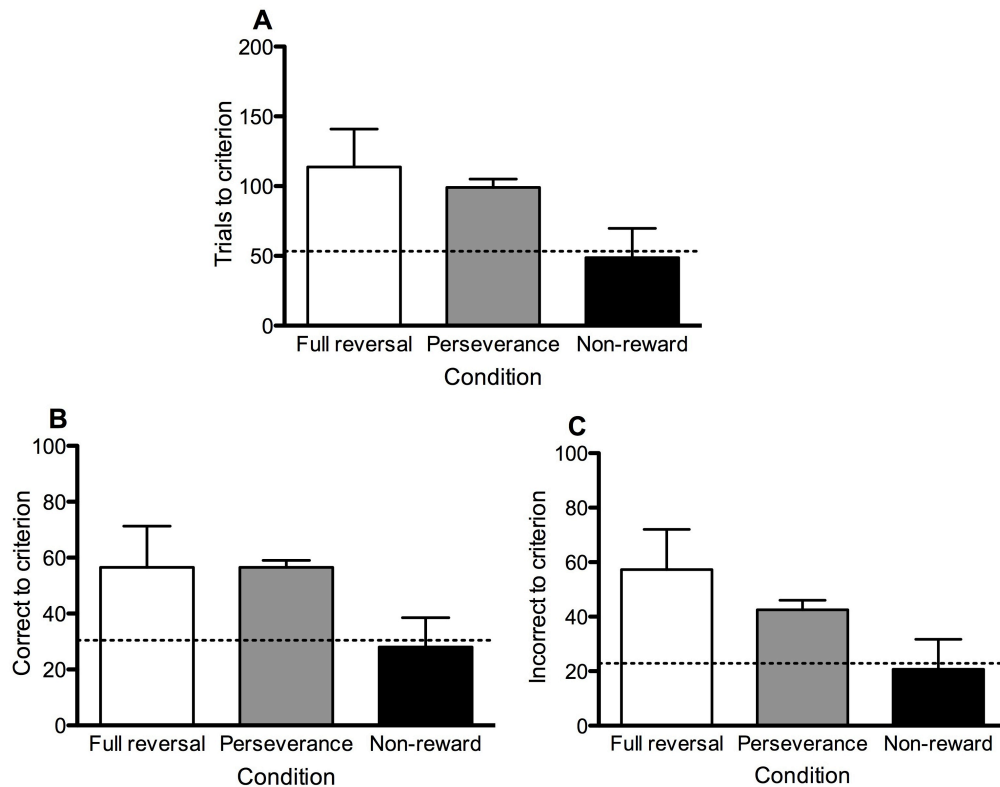 A
Trials to criterion
200
150
100
50
0
Full reversal Perseverance Non-reward
Condition
B
Correct to criterion
100
80
60
40
20
0
Full reversal Perseverance Non-reward
Condition
C
Incorrect to criterion
100
80
60
40
20
0
Full reversal Perseverance Non-reward
Condition